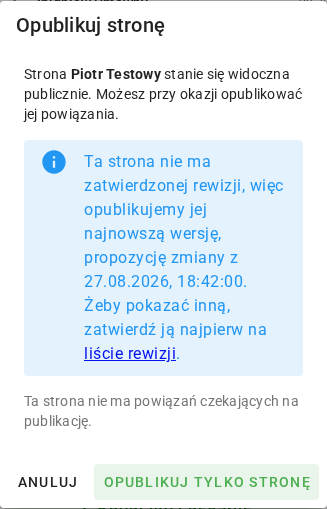 Opublikuj stronę
Strona Piotr Testowy stanie się widoczna
publicznie. Możesz przy okazji opublikować
jej powiązania.
Ta strona nie ma
zatwierdzonej rewizji, więc
opublikujemy jej
najnowszą wersję,
propozycję zmiany z
27.08.2026, 18:42:00.
Żeby pokazać inną,
zatwierdź ją najpierw na
liście rewizji.
Ta strona nie ma powiązań czekających na
publikację.
ANULUJ OPUBLIKUJ TYLKO STRONĘ